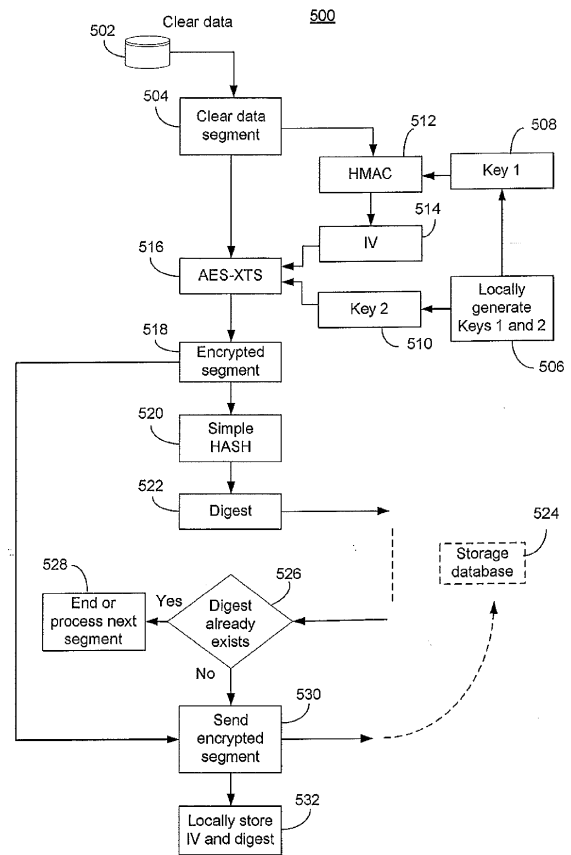 Clear data
500
502
504
Clear data
segment
512
508
HMAC
Key 1
514
IV
516
AES-XTS
Locally
generate
Keys 1 and 2
Key 2
510
506
518
Encrypted
segment
520
Simple
HASH
522
Digest
524
Storage
database
528
526
End or
process next
segment
Yes
Digest
already
exists
No
530
Send
encrypted
segment
532
Locally store
IV and digest